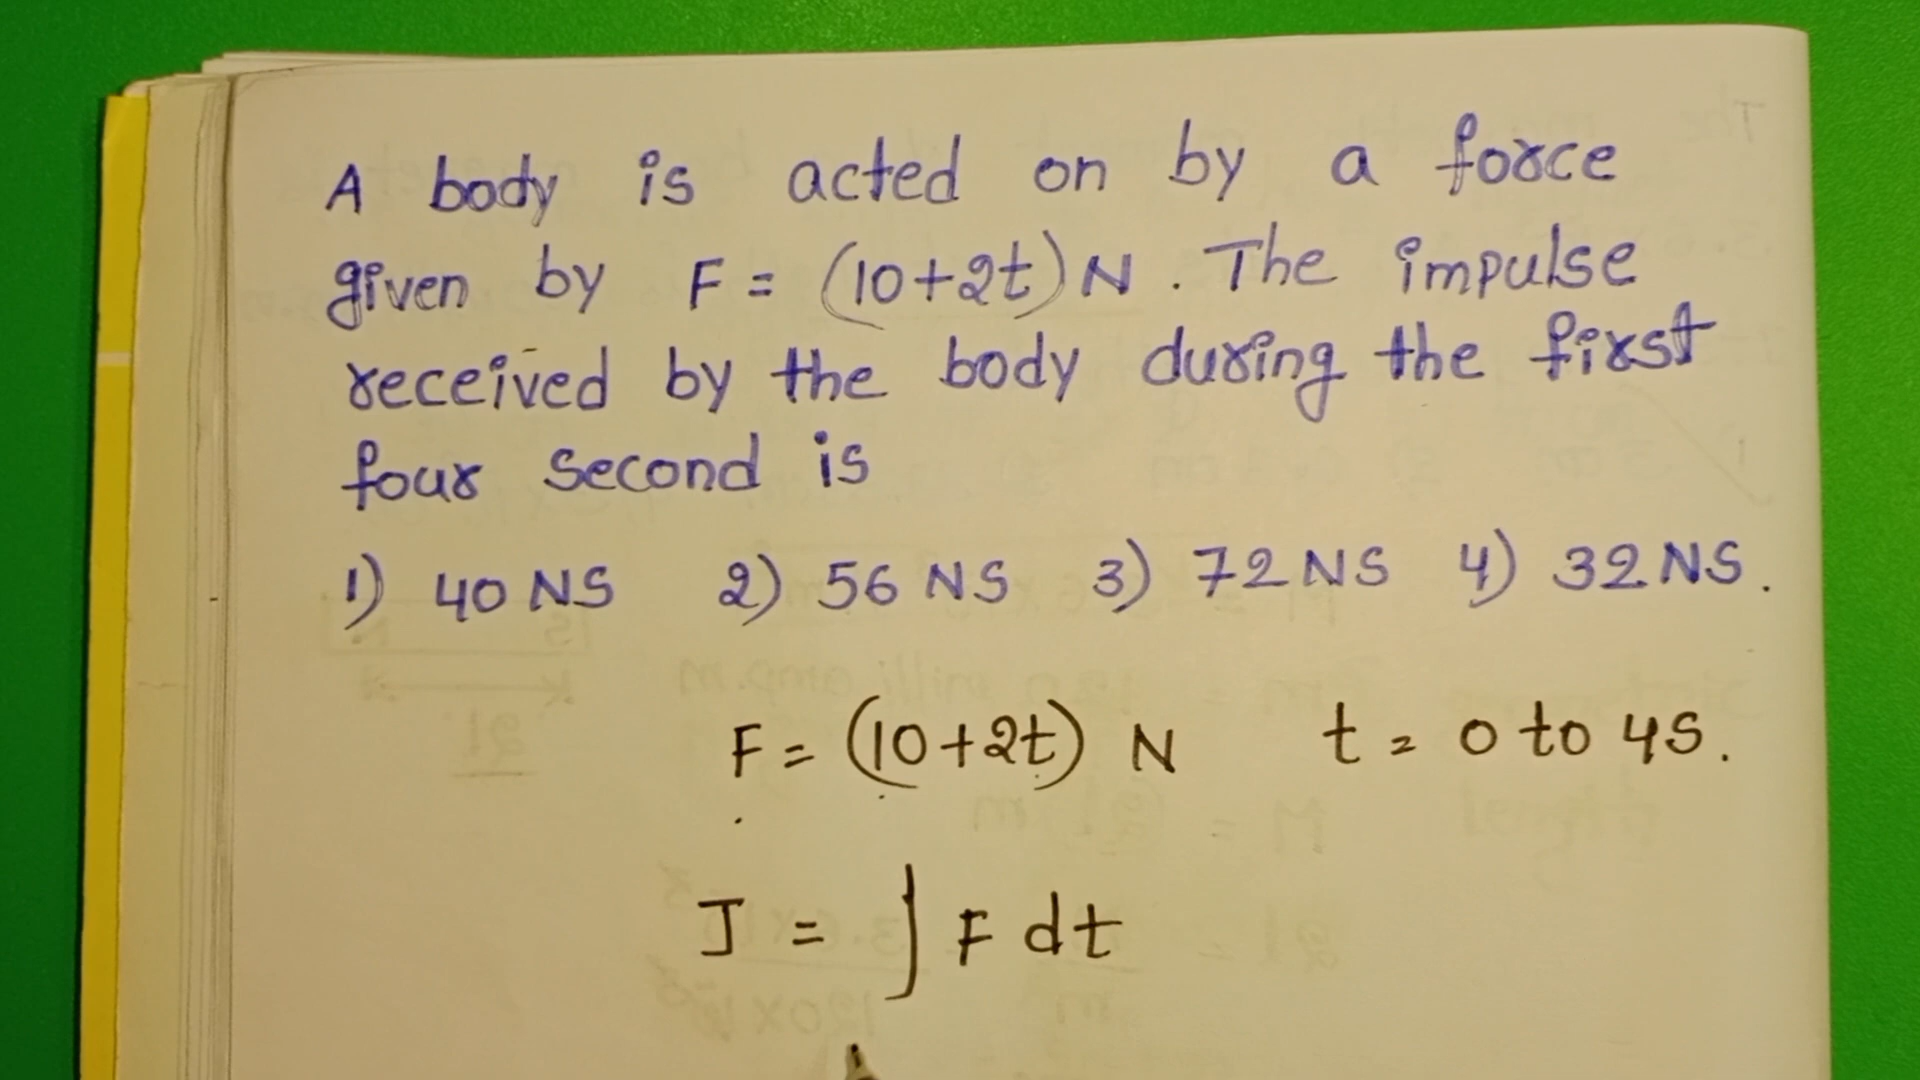 A body is acted on by a force
given by F = (10+2t) N. The impulse
received by the body during the first
four second is
1) 40 NS 2) 56 NS 3) 72 NS 4) 32 NS.
F = (10+2t) N t = 0 to 4S.
J = ∫ F dt